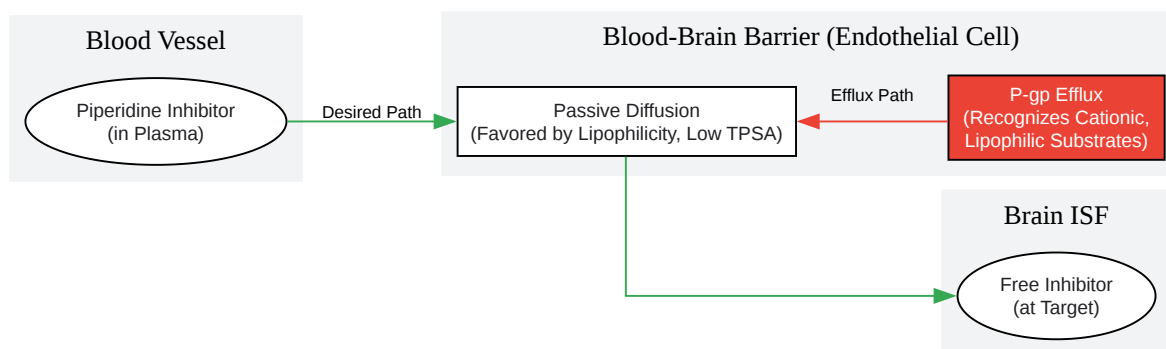 Blood Vessel
Piperidine Inhibitor
(in Plasma)
Desired Path
Blood-Brain Barrier (Endothelial Cell)
Passive Diffusion
(Favored by Lipophilicity, Low TPSA)
Efflux Path
P-gp Efflux
(Recognizes Cationic,
Lipophilic Substrates)
Brain ISF
Free Inhibitor
(at Target)